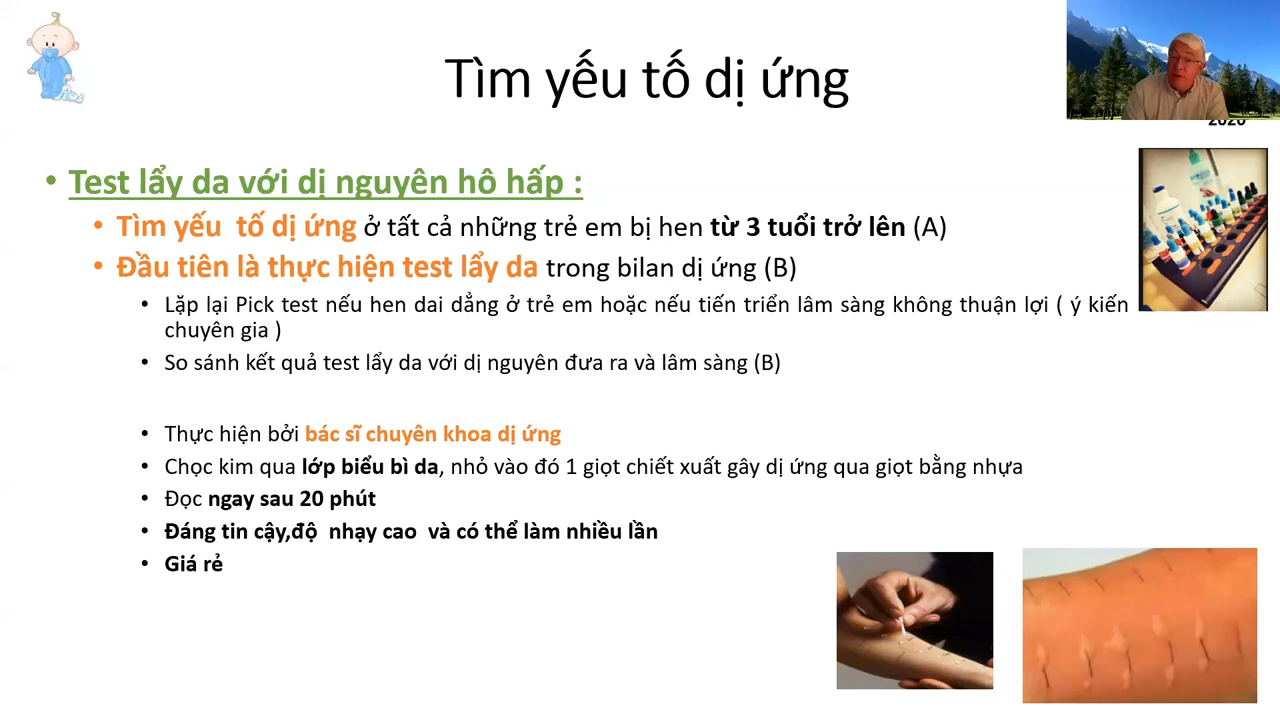 Tìm yếu tố dị ứng
2020
• Test lẩy da với dị nguyên hô hấp :
• Tìm yếu tố dị ứng ở tất cả những trẻ em bị hen từ 3 tuổi trở lên (A)
• Đầu tiên là thực hiện test lẩy da trong bilan dị ứng (B)
• Lặp lại Pick test nếu hen dai dẳng ở trẻ em hoặc nếu tiến triển lâm sàng không thuận lợi ( ý kiến
chuyên gia )
• So sánh kết quả test lẩy da với dị nguyên đưa ra và lâm sàng (B)
• Thực hiện bởi bác sĩ chuyên khoa dị ứng
• Chọc kim qua lớp biểu bì da, nhỏ vào đó 1 giọt chiết xuất gây dị ứng qua giọt bằng nhựa
• Đọc ngay sau 20 phút
• Đáng tin cậy,độ nhạy cao và có thể làm nhiều lần
• Giá rẻ